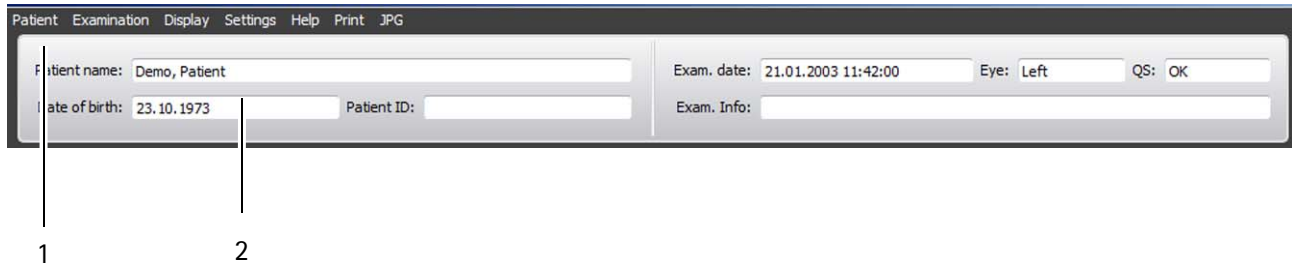 Patient Examination Display Settings Help Print JPG
Patient name: Demo, Patient Exam. date: 21.01.2003 11:42:00 Eye: Left QS: OK
Date of birth: 23.10.1973 Patient ID: Exam. Info:
1 2